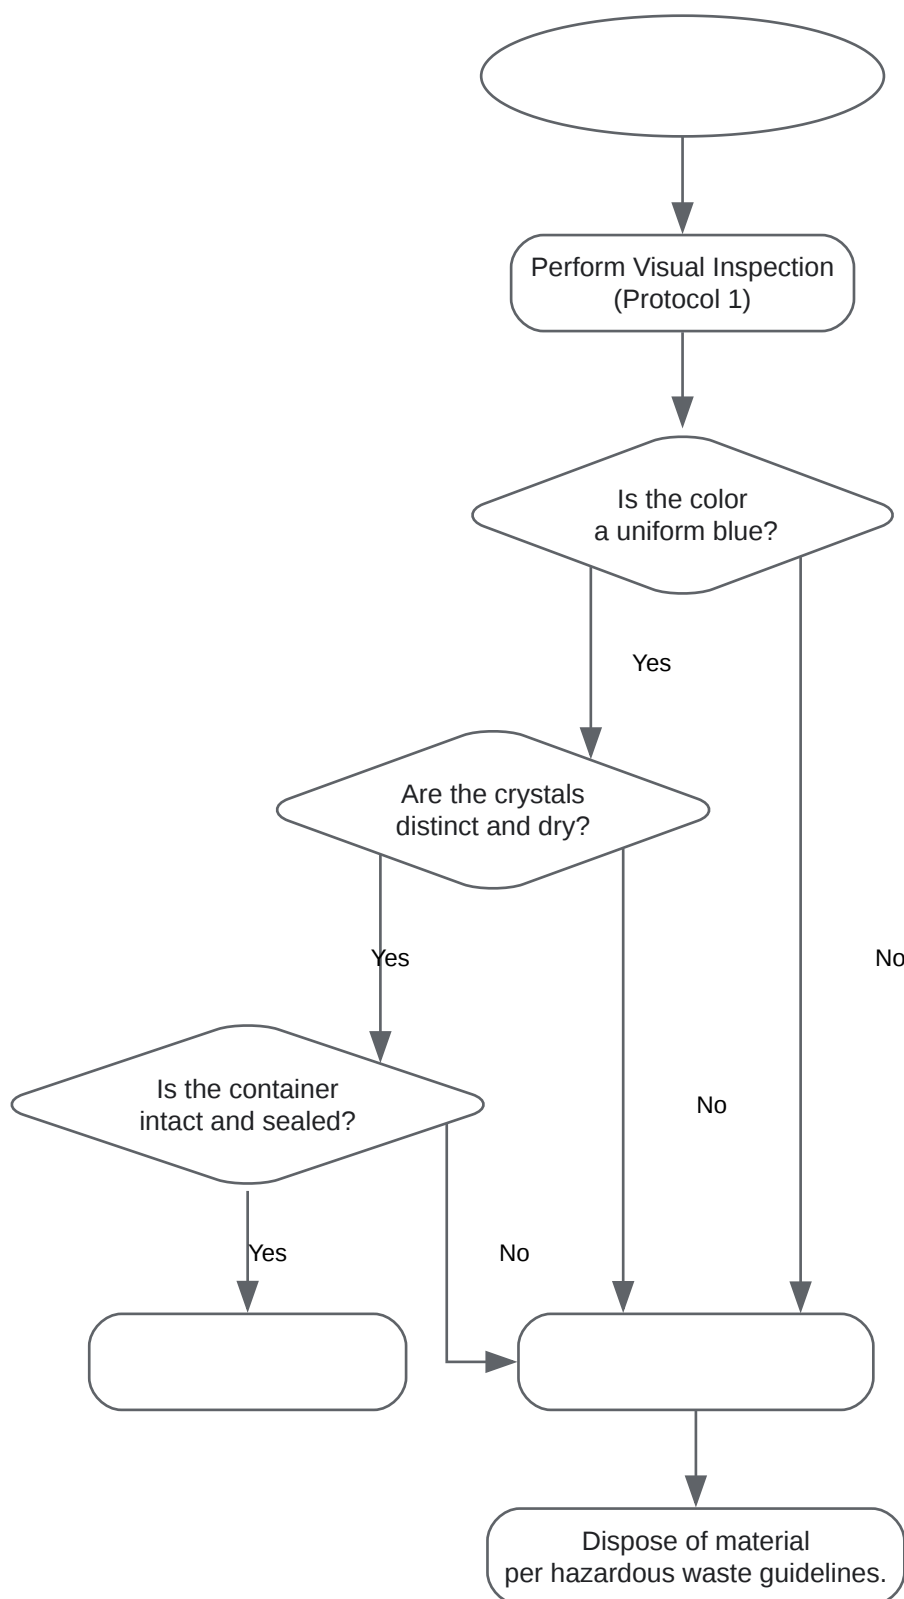 Perform Visual Inspection
(Protocol 1)
Is the color
a uniform blue?
Yes
Are the crystals
distinct and dry?
Yes
No
Is the container
intact and sealed?
No
Yes
No
Dispose of material
per hazardous waste guidelines.